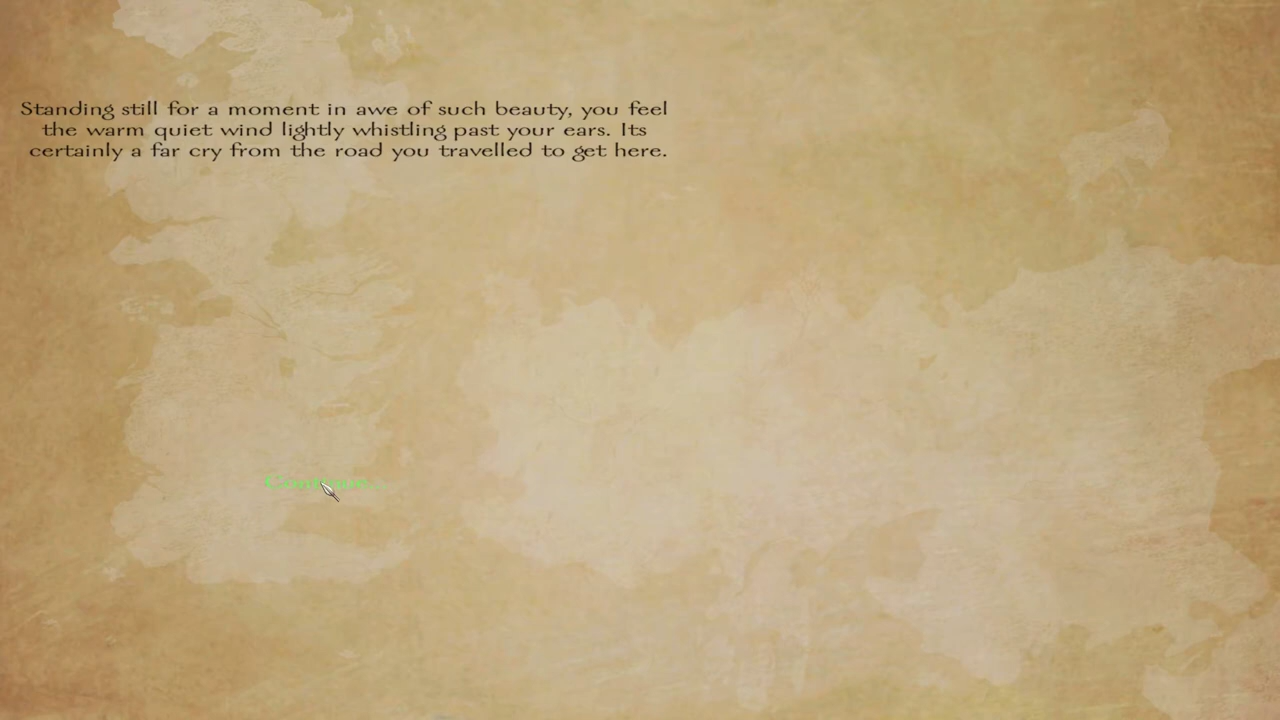 Standing still for a moment in awe of such beauty, you feel
the warm quiet wind lightly whistling past your ears. Its
certainly a far cry from the road you travelled to get here.
Continue...